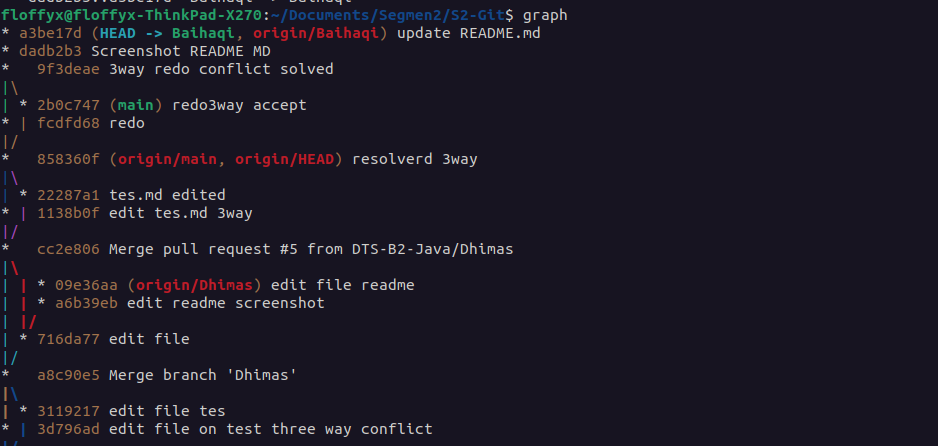 floffyx@floffyx-ThinkPad-X270:~/Documents/Segmen2/S2-Git$ graph
* a3be17d (HEAD -> Baihaqi, origin/Baihaqi) update README.md
* dadb2b3 Screenshot README MD
*   9f3deae 3way redo conflict solved
|\
| * 2b0c747 (main) redo3way accept
* | fcdfd68 redo
|/
*   858360f (origin/main, origin/HEAD) resolverd 3way
|\
| * 22287a1 tes.md edited
* | 1138b0f edit tes.md 3way
|/
*   cc2e806 Merge pull request #5 from DTS-B2-Java/Dhimas
|\
| | * 09e36aa (origin/Dhimas) edit file readme
| | * a6b39eb edit readme screenshot
| |/
| * 716da77 edit file
|/
*   a8c90e5 Merge branch 'Dhimas'
|\
| * 3119217 edit file tes
* | 3d796ad edit file on test three way conflict